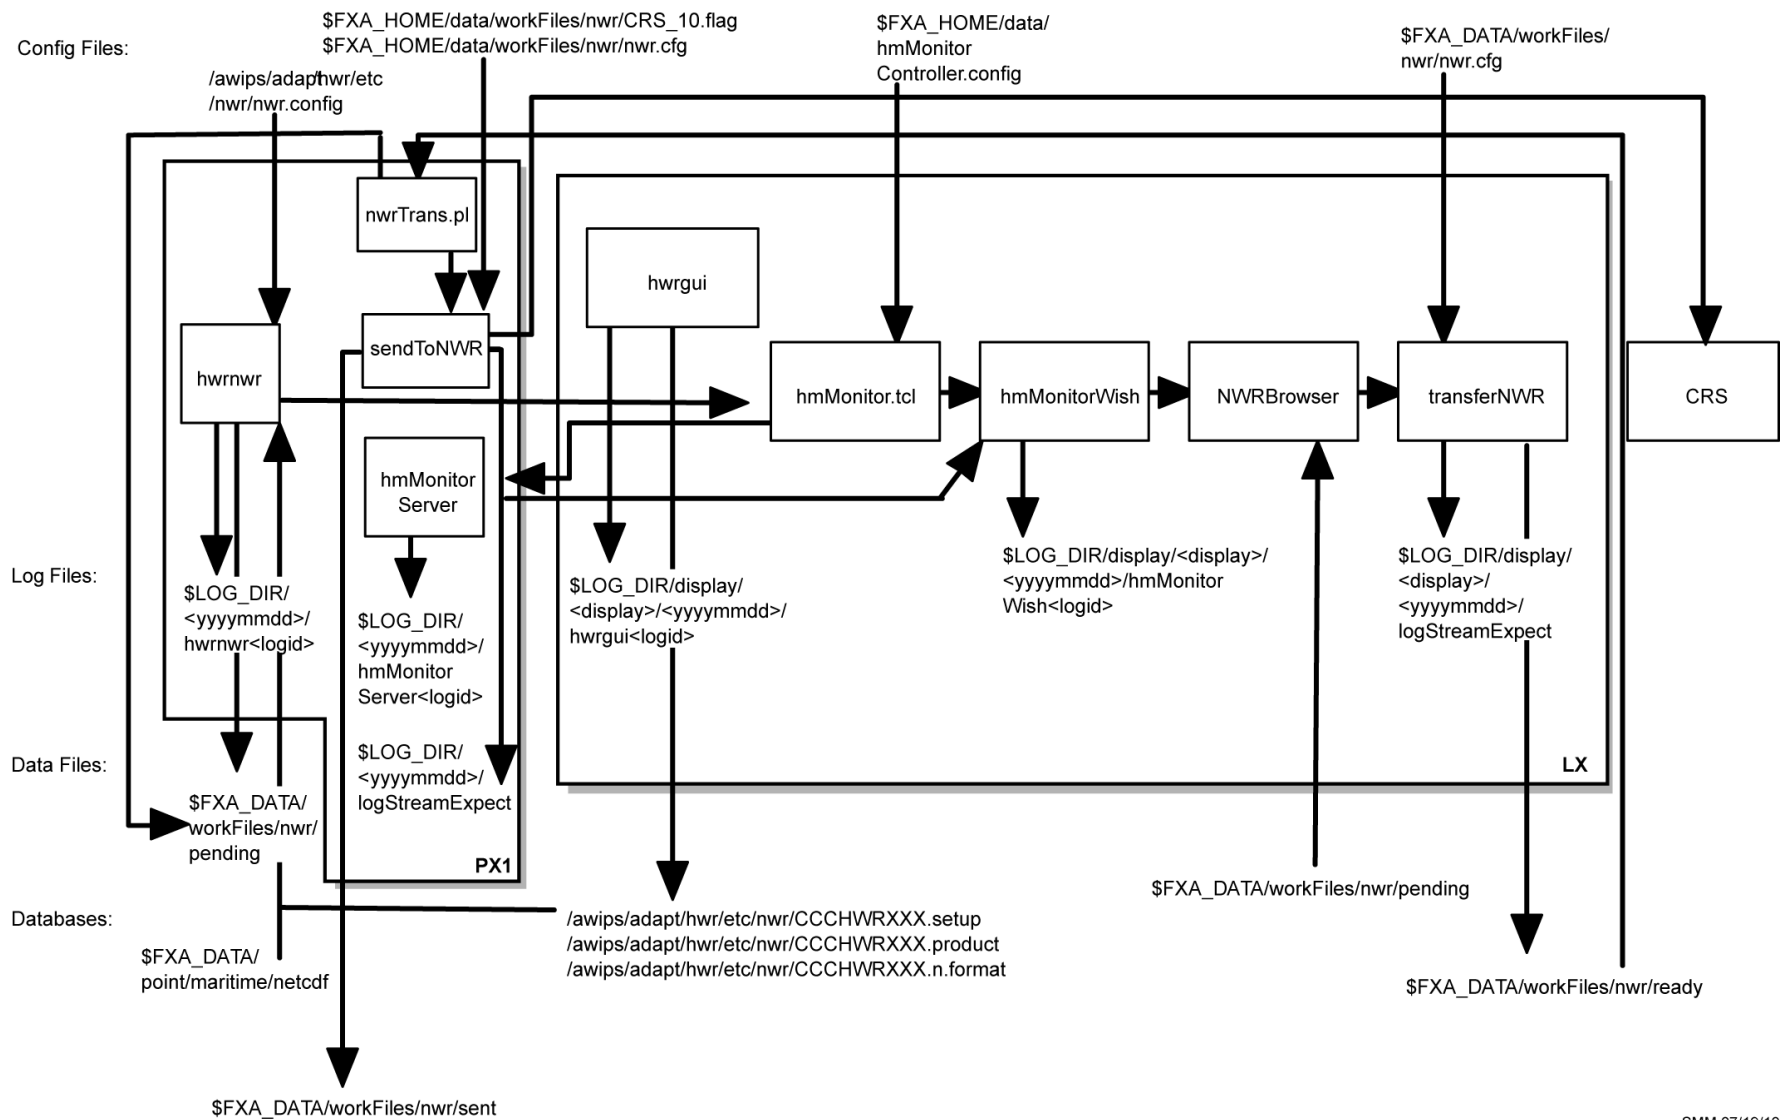 Config Files:
$FXA_HOME/data/workFiles/nwr/CRS_10.flag
$FXA_HOME/data/workFiles/nwr/nwr.cfg
$FXA_HOME/data/
hmMonitor
Controller.config
$FXA_DATA/workFiles/
nwr/nwr.cfg
/awips/adapt/hwr/etc
/nwr/nwr.config
nwrTrans.pl
hwrgui
sendToNWR
hwrnwr
hmMonitor.tcl
hmMonitorWish
NWRBrowser
transferNWR
CRS
hmMonitor
Server
Log Files:
$LOG_DIR/
<yyyymmdd>/
hwrnwr<logid>
$LOG_DIR/
<yyyymmdd>/
hmMonitor
Server<logid>
$LOG_DIR/display/
<display>/<yyyymmdd>/
hwrgui<logid>
$LOG_DIR/display/<display>/
<yyyymmdd>/hmMonitor
Wish<logid>
$LOG_DIR/display/
<display>/
<yyyymmdd>/
logStreamExpect
Data Files:
$LOG_DIR/
<yyyymmdd>/
logStreamExpect
LX
$FXA_DATA/
workFiles/nwr/
pending
PX1
$FXA_DATA/workFiles/nwr/pending
Databases:
/awips/adapt/hwr/etc/nwr/CCCHWRXXX.setup
/awips/adapt/hwr/etc/nwr/CCCHWRXXX.product
/awips/adapt/hwr/etc/nwr/CCCHWRXXX.n.format
$FXA_DATA/
point/maritime/netcdf
$FXA_DATA/workFiles/nwr/ready
$FXA_DATA/workFiles/nwr/sent